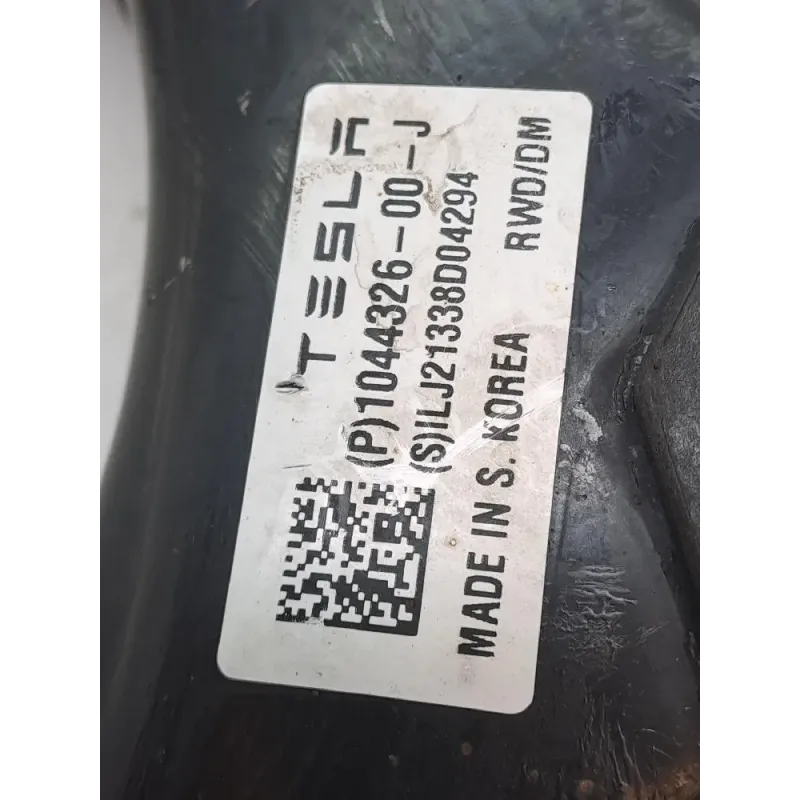 TESLA
(P)1044326-00-J
(S)ILJ21338D04294
MADE IN S. KOREA RWD/DM